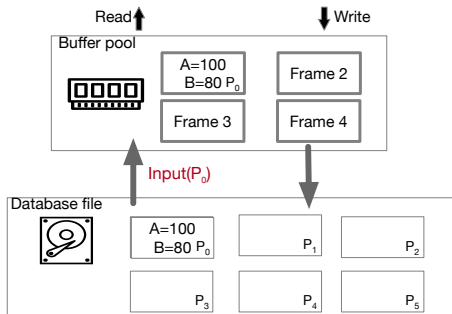 Read Write
Buffer pool
A=100
B=80 P₀
Frame 2
Frame 3
Frame 4
Input(P₀)
Database file
A=100
B=80 P₀
P₁
P₂
P₃
P₄
P₅